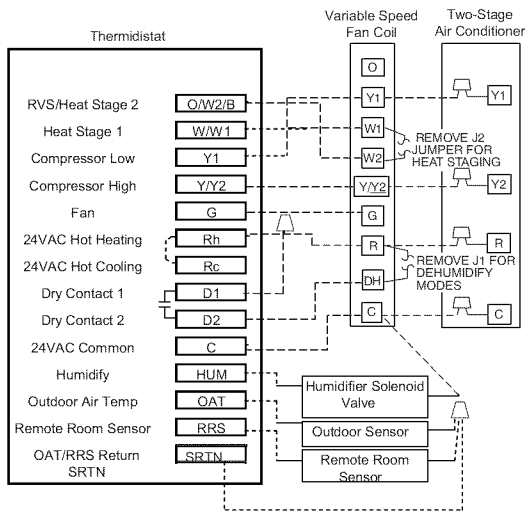 Thermidistat
Variable Speed
Fan Coil
Two-Stage
Air Conditioner
RVS/Heat Stage 2
O/W2/B
Heat Stage 1
W/W1
Compressor Low
Y1
Compressor High
Y/Y2
Fan
G
24VAC Hot Heating
Rh
24VAC Hot Cooling
Rc
Dry Contact 1
D1
Dry Contact 2
D2
24VAC Common
C
Humidify
HUM
Outdoor Air Temp
OAT
Remote Room Sensor
RRS
OAT/RRS Return
SRTN
SRTN
O
Y1
W1
W2
Y/Y2
G
R
DH
C
REMOVE J2
JUMPER FOR
HEAT STAGING
REMOVE J1 FOR
DEHUMIDIFY
MODES
Y1
Y2
R
C
Humidifier Solenoid
Valve
Outdoor Sensor
Remote Room
Sensor